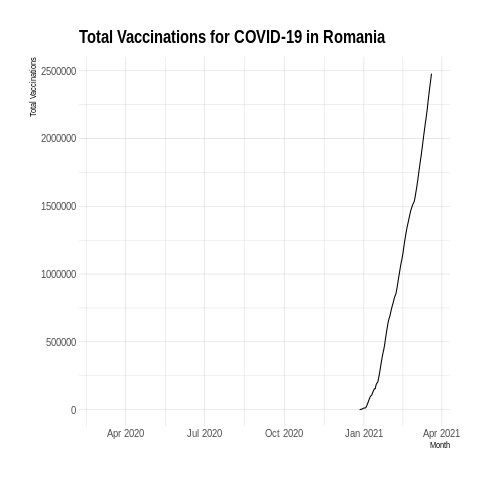 Total Vaccinations for COVID-19 in Romania
Total Vaccinations
2500000
2000000
1500000
1000000
500000
0
Apr 2020 Jul 2020 Oct 2020 Jan 2021 Apr 2021
Month